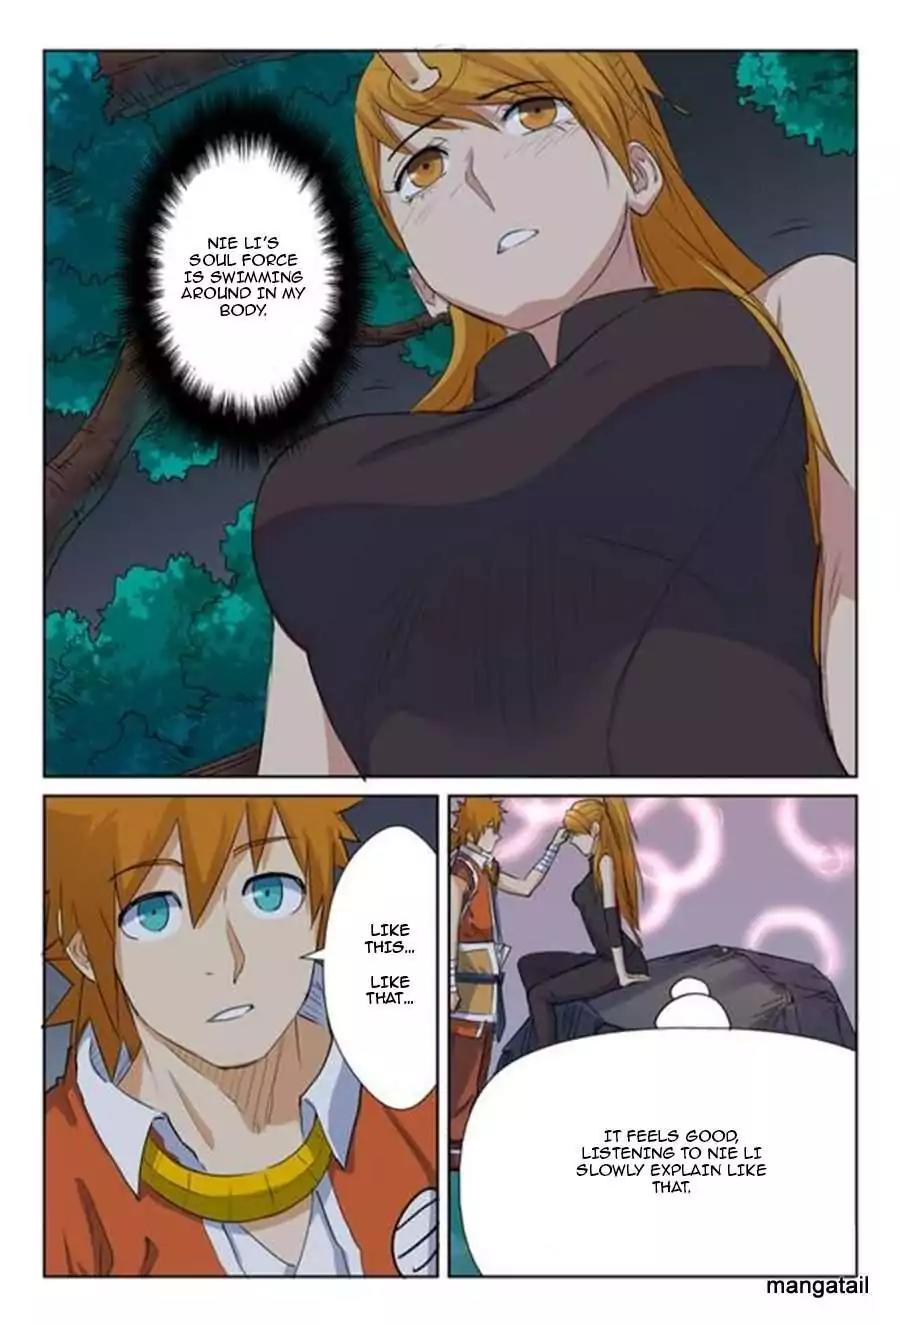 NIE LI'S
SOUL FORCE
IS SWIMMING
AROUND IN MY
BODY.
LIKE
THIS...
LIKE
THAT...
IT FEELS GOOD,
LISTENING TO NIE LI
SLOWLY EXPLAIN LIKE
THAT.
mangatail